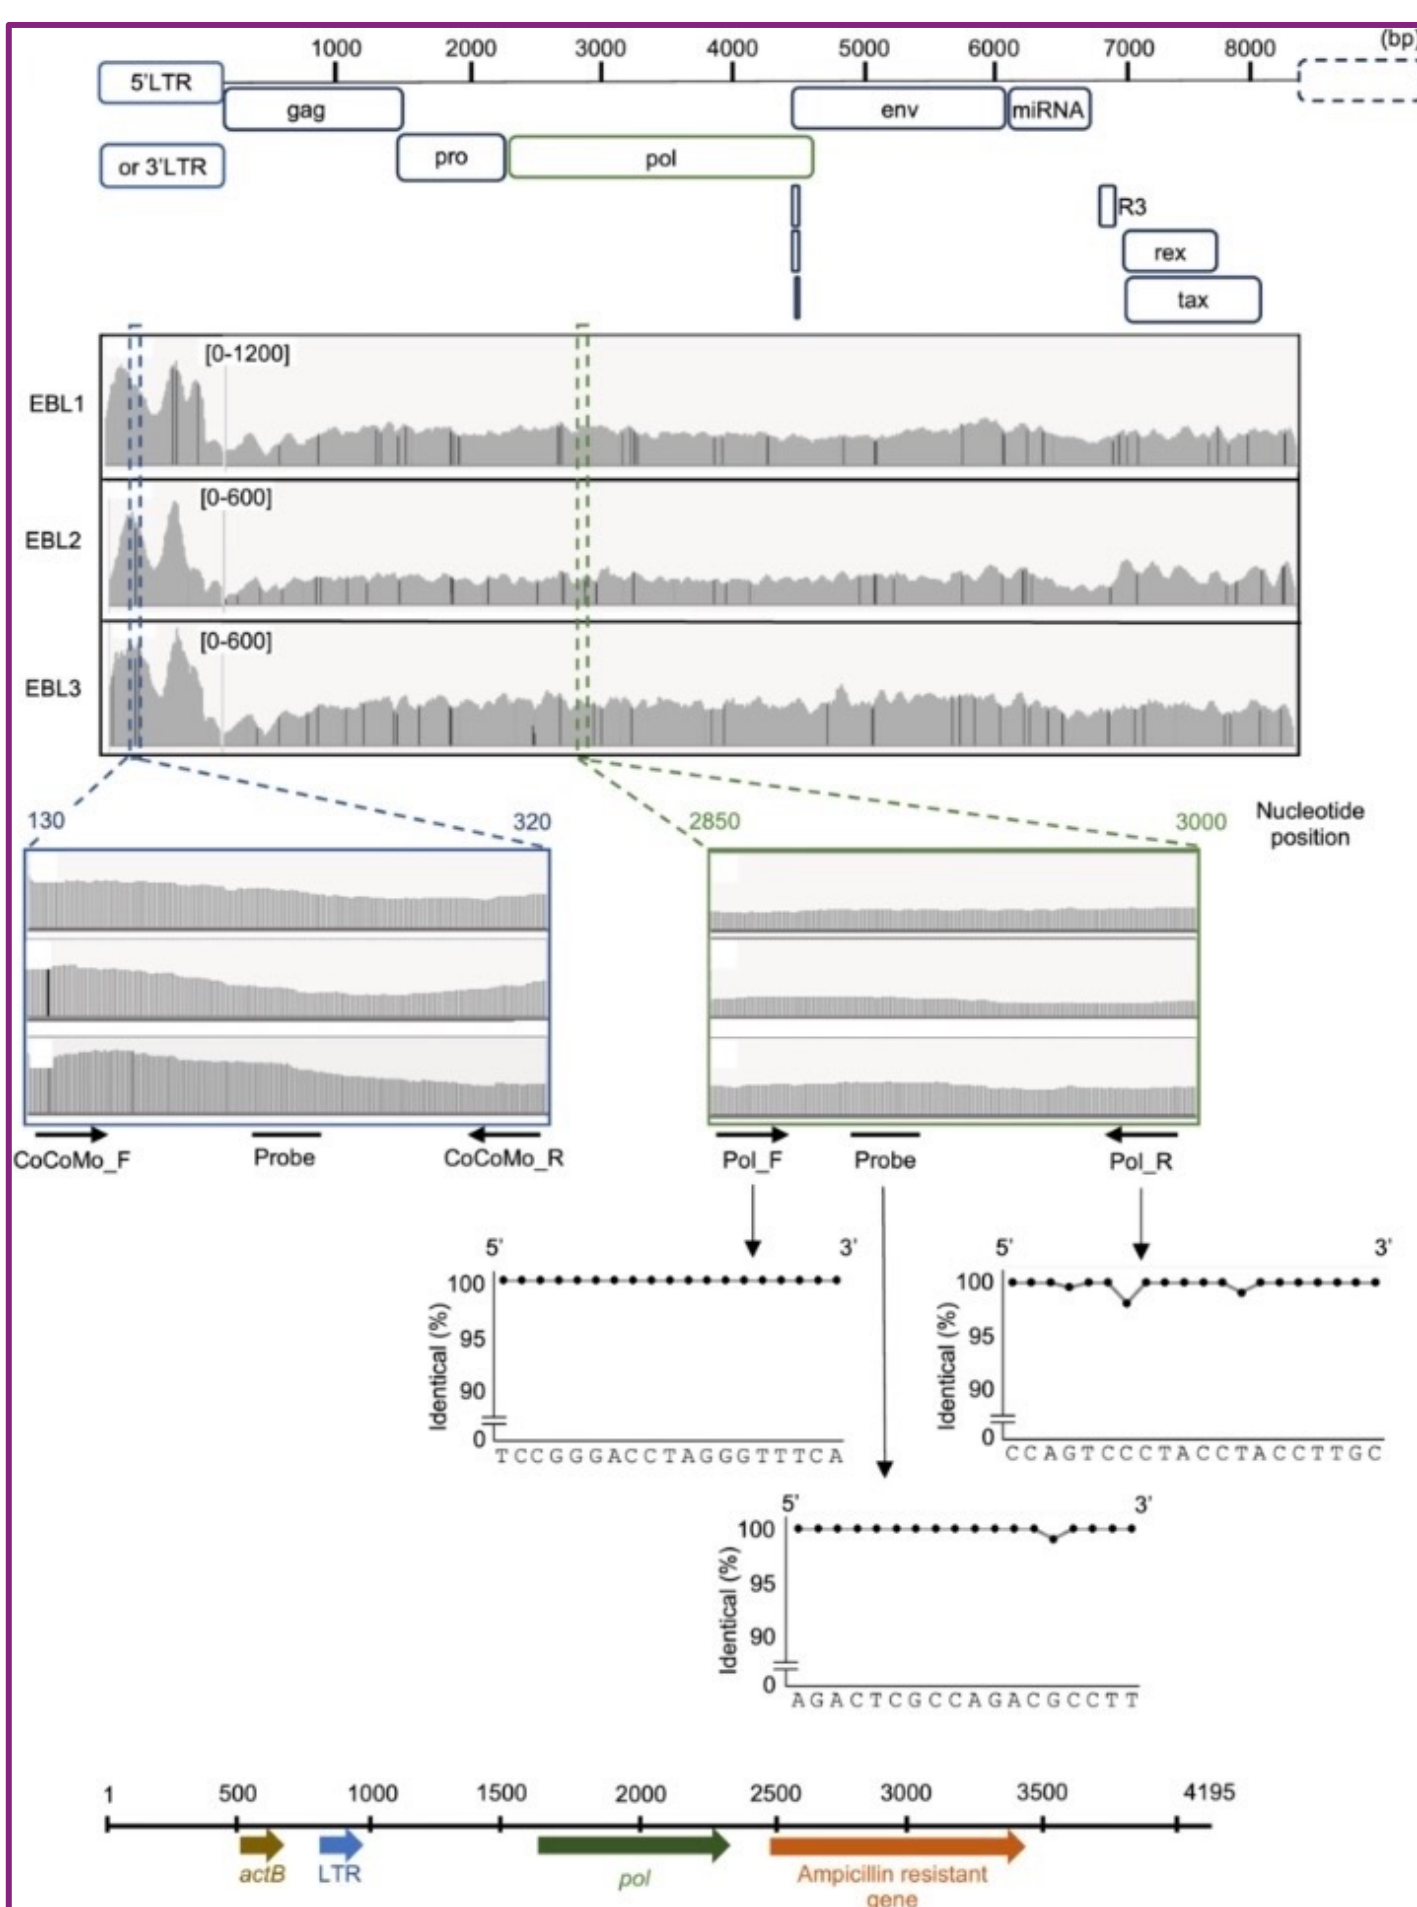 1000 2000 3000 4000 5000 6000 7000 8000 (bp)
5'LTR
gag env miRNA
or 3'LTR pro pol
R3
rex
tax
[0-1200]
EBL1
[0-600]
EBL2
[0-600]
EBL3
130 320 2850 3000 Nucleotide
position
CoCoMo_F Probe CoCoMo_R Pol_F Probe Pol_R
5' 3' 5' 3'
100 100
95 95
90 90
0 0
Identical (%) Identical (%)
TCCGGGACCTAGGGTTTCA CCAGTCCCTACCTACCTTGC
5' 3'
100
95
90
0
Identical (%)
AGACTCGCCAGACGCCTT
1 500 1000 1500 2000 2500 3000 3500 4195
actB LTR pol Ampicillin resistant
gene